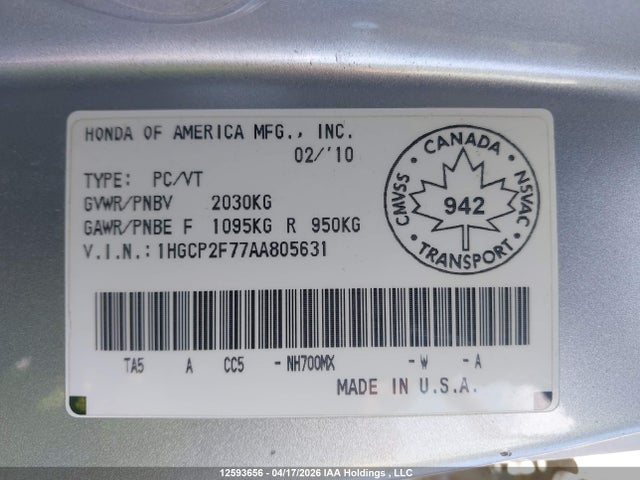 HONDA OF AMERICA MFG., INC.
02/'10
TYPE: PC/VT
GVWR/PNBV 2030KG
GAWR/PNBE F 1095KG R 950KG
V.I.N.: 1HGCP2F77AA805631
CANADA
CMVSS
NSVAC
942
TRANSPORT
TA5 A CC5 - NH700MX - W - A
MADE IN U.S.A.
12593656 - 04/17/2026 IAA Holdings , LLC